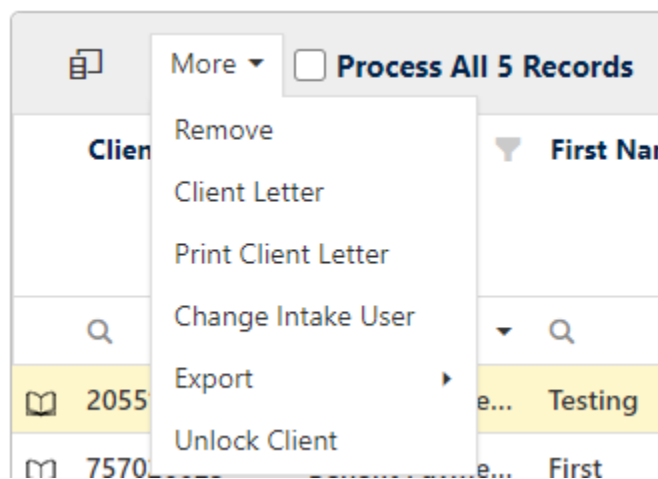 More
Process All 5 Records
Remove
Client Letter
Print Client Letter
Change Intake User
Export
Unlock Client
First
Testing
First